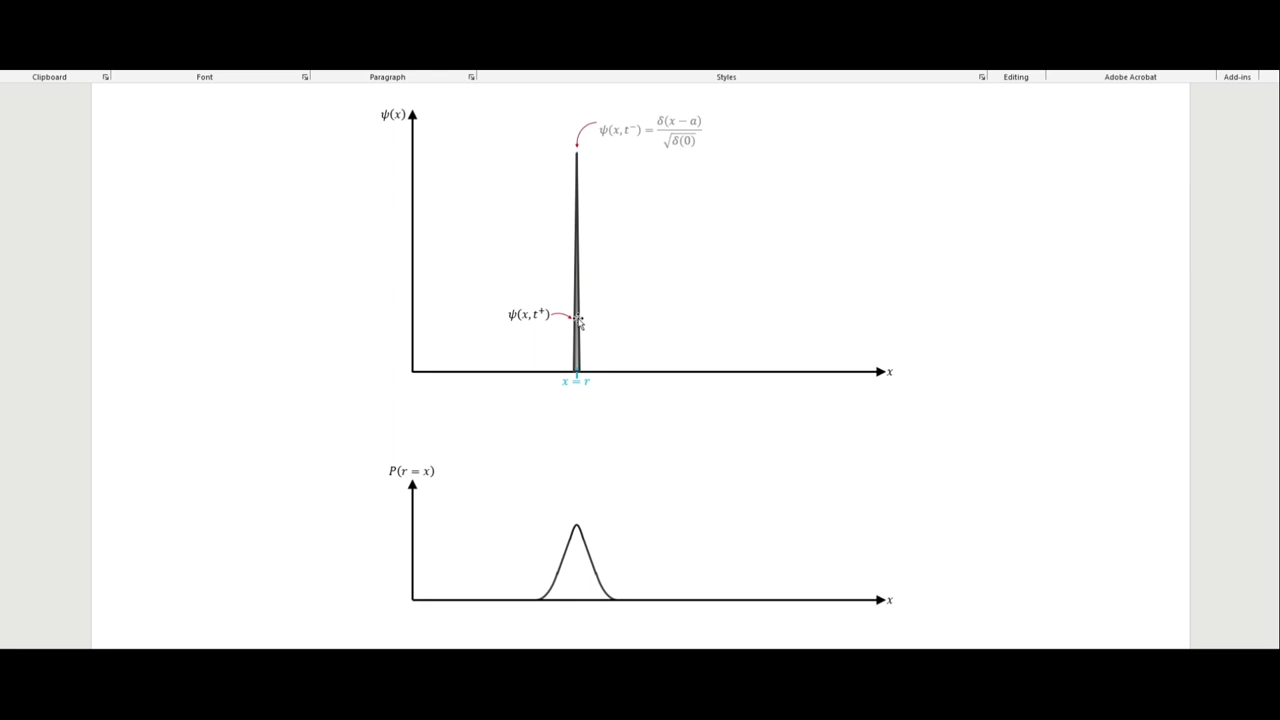 Clipboard Font Paragraph Styles Editing Adobe Acrobat Add-ins
ψ(x)
ψ(x, t⁻) = δ(x − a) / √δ(0)
ψ(x, t⁺)
x
x = r
P(r = x)
x